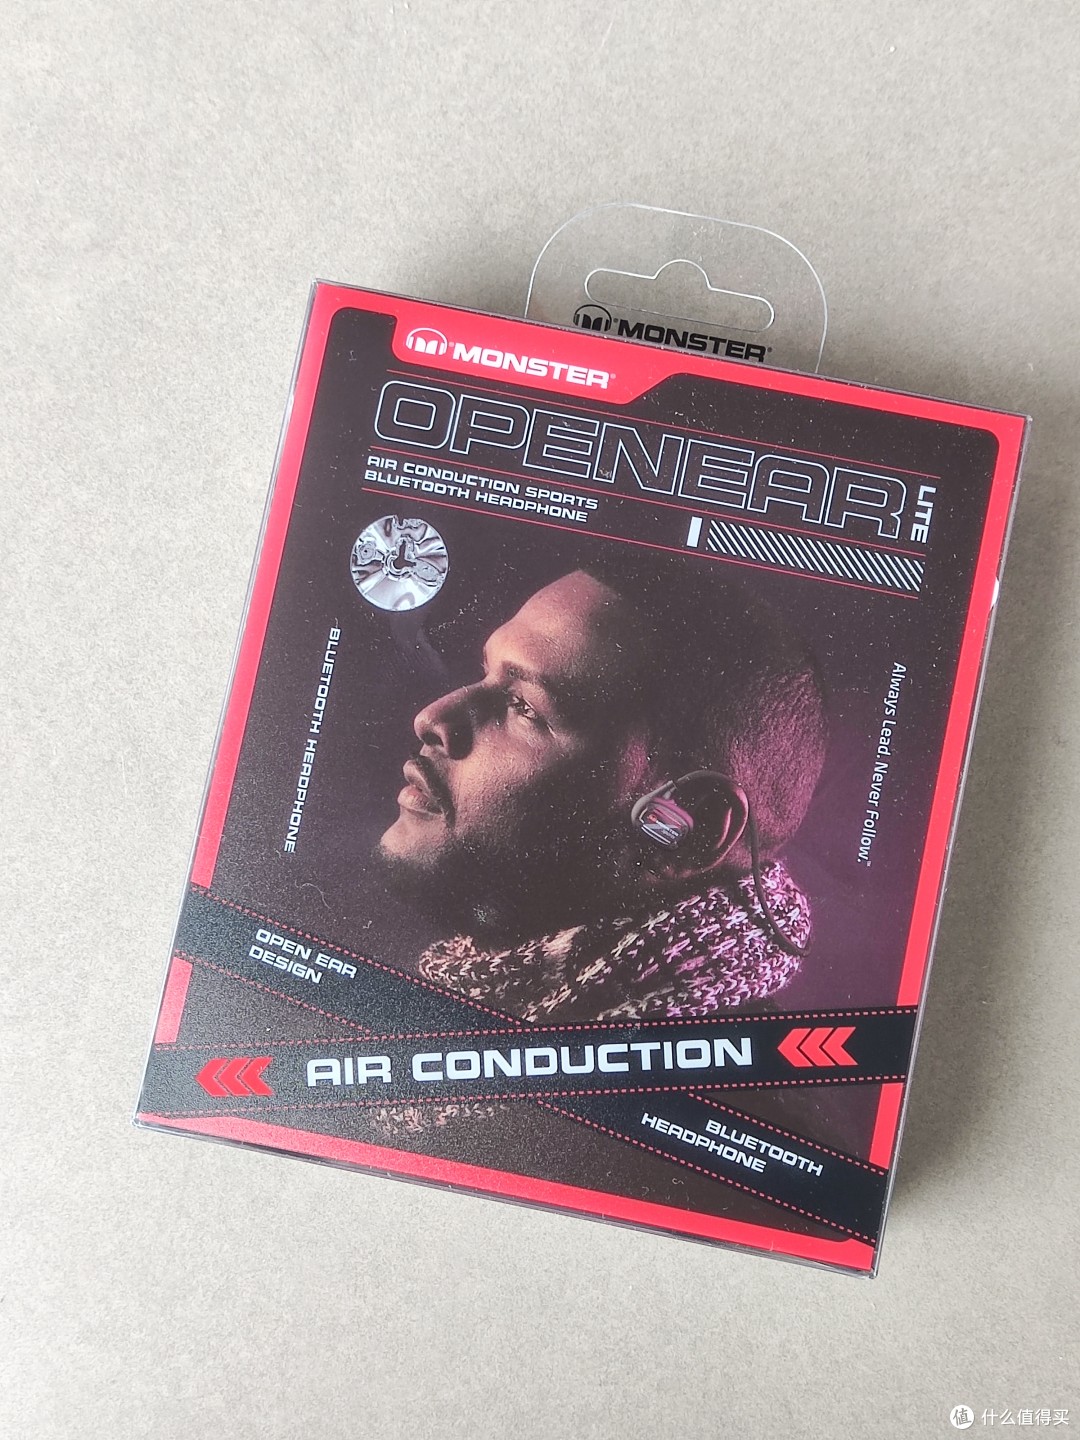 MONSTER
MONSTER
OPENEAR
LITE
AIR CONDUCTION SPORTS
BLUETOOTH HEADPHONE
BLUETOOTH HEADPHONE
Always Lead. Never Follow.™
OPEN EAR
DESIGN
AIR CONDUCTION
BLUETOOTH
HEADPHONE
值 什么值得买